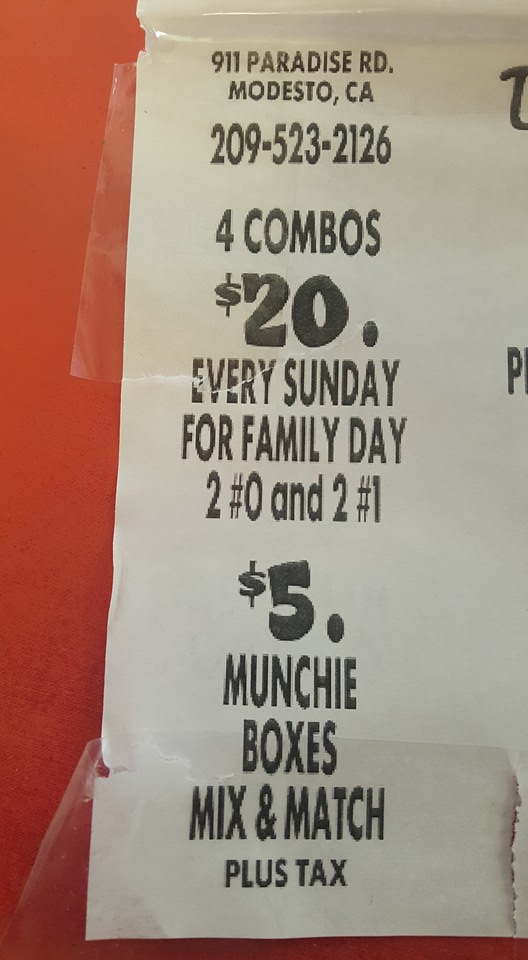 911 PARADISE RD.
MODESTO, CA
209-523-2126
4 COMBOS
$20.
EVERY SUNDAY
FOR FAMILY DAY
2 #0 and 2 #1
$5.
MUNCHIE
BOXES
MIX & MATCH
PLUS TAX